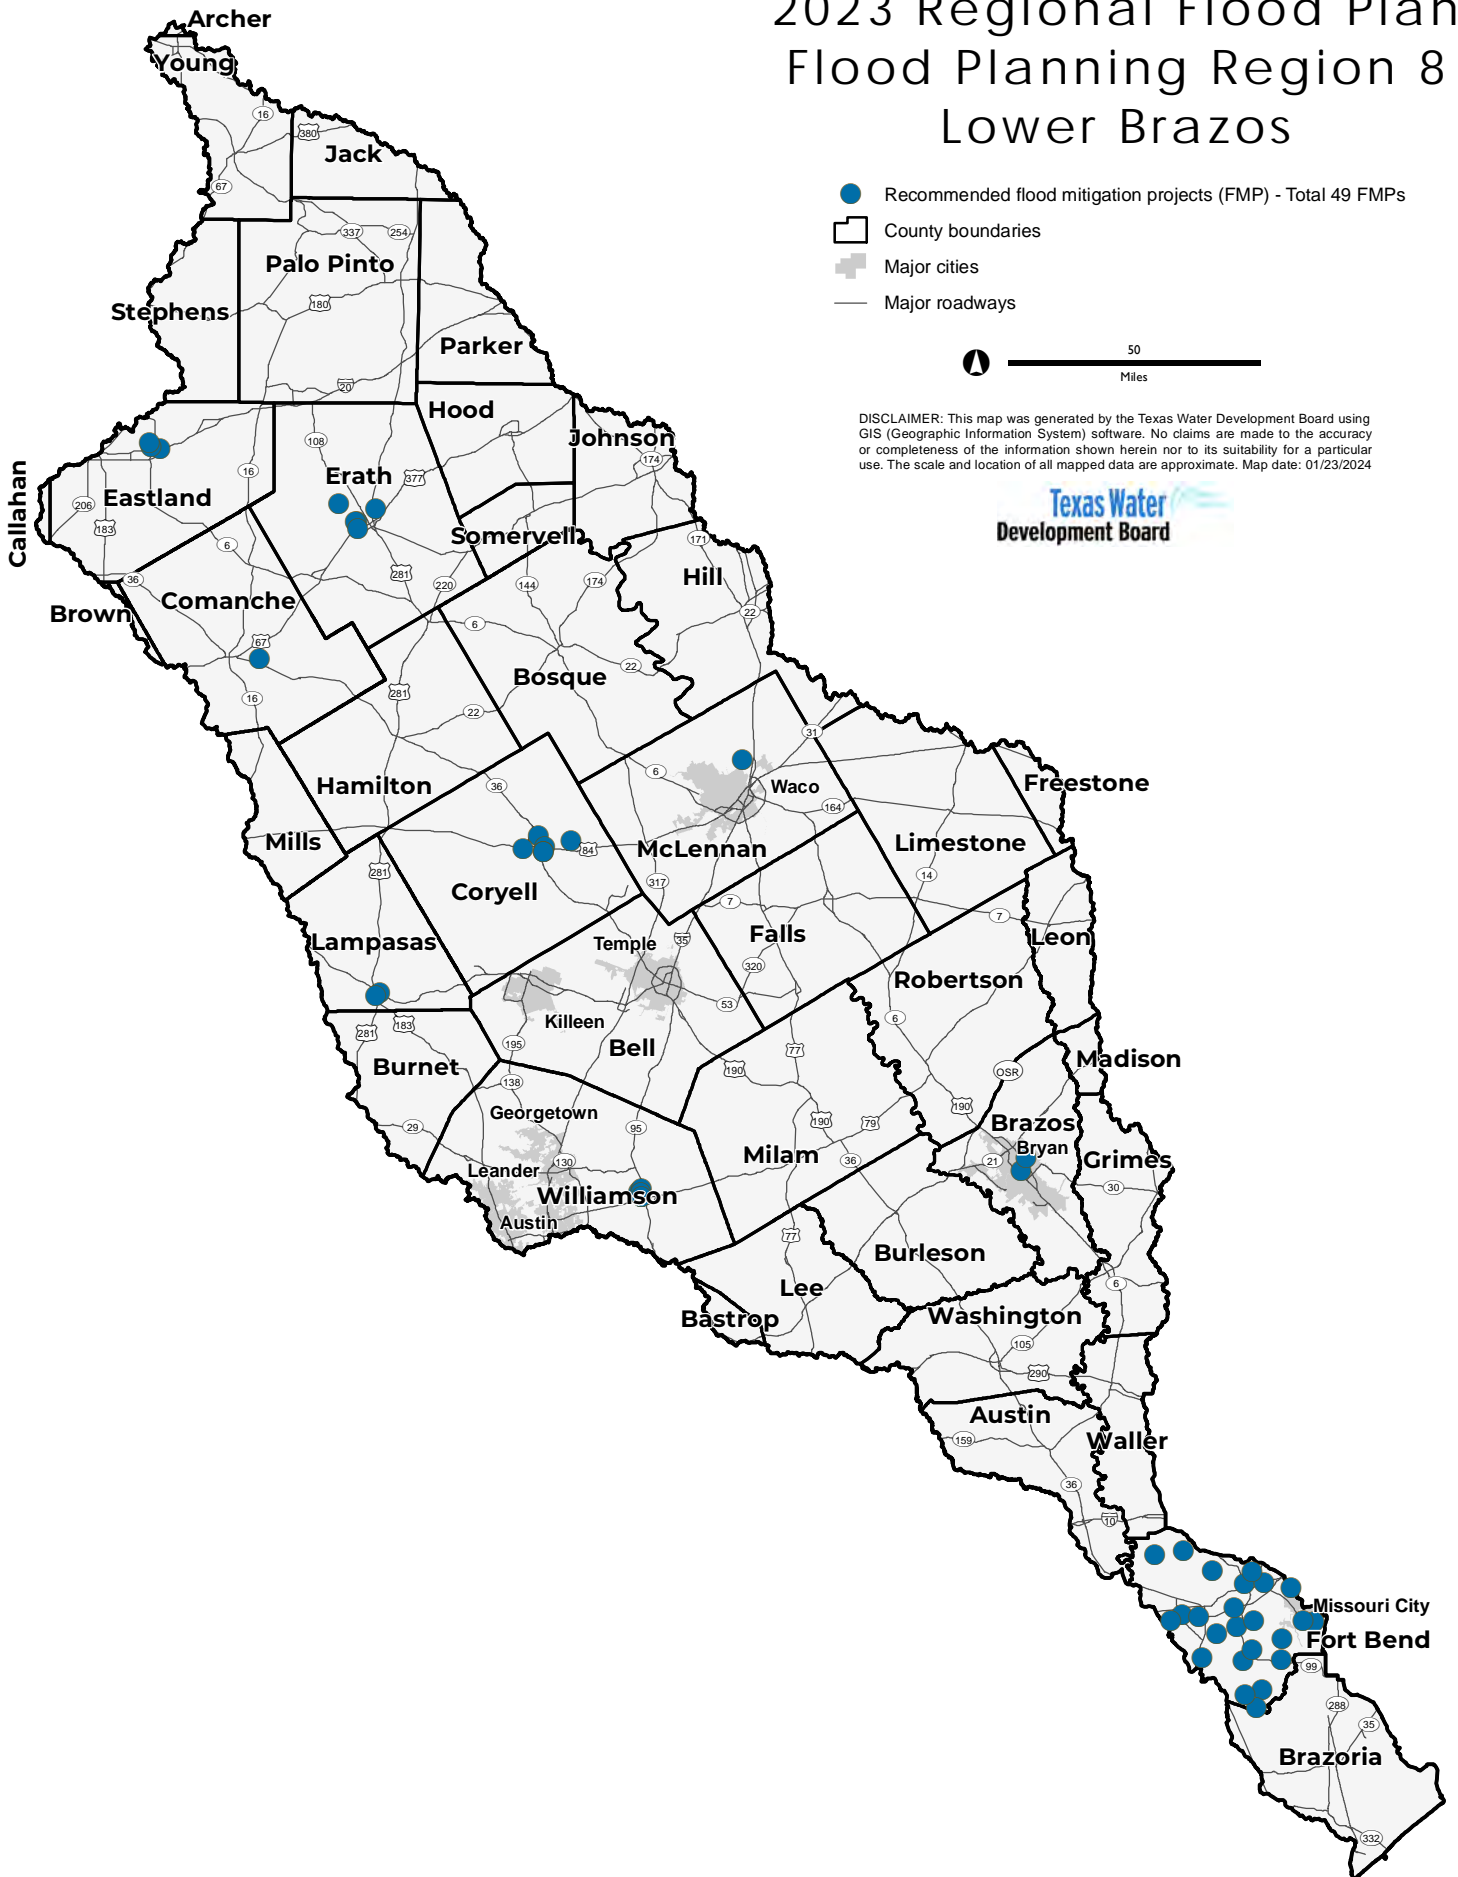 2023 Regional Flood Plan
Flood Planning Region 8
Lower Brazos
Recommended flood mitigation projects (FMP) - Total 49 FMPs
County boundaries
Major cities
Major roadways
50
Miles
DISCLAIMER: This map was generated by the Texas Water Development Board using
GIS (Geographic Information System) software. No claims are made to the accuracy
or completeness of the information shown herein nor to its suitability for a particular
use. The scale and location of all mapped data are approximate. Map date: 01/23/2024
Texas Water
Development Board
Archer
Young
16
380
Jack
67
337
254
Palo Pinto
180
Stephens
Parker
20
Hood
Johnson
108
174
16
Erath
377
Callahan
Eastland
206
183
Somervell
171
6
Hill
36
281
220
144
174
Comanche
Brown
22
6
67
22
Bosque
16
281
22
31
6
Hamilton
36
Waco
Freestone
164
Mills
84
McLennan
Limestone
281
317
14
Coryell
7
7
Lampasas
Temple
35
Falls
Leon
320
Robertson
53
6
281
183
Killeen
195
Bell
77
Burnet
190
Madison
OSR
138
Georgetown
190
29
95
190
79
Brazos
Bryan
Milam
36
21
Grimes
Leander
130
Williamson
30
Austin
77
Burleson
Lee
6
Bastrop
Washington
105
290
Austin
159
Waller
36
10
Missouri City
Fort Bend
99
288
35
Brazoria
332